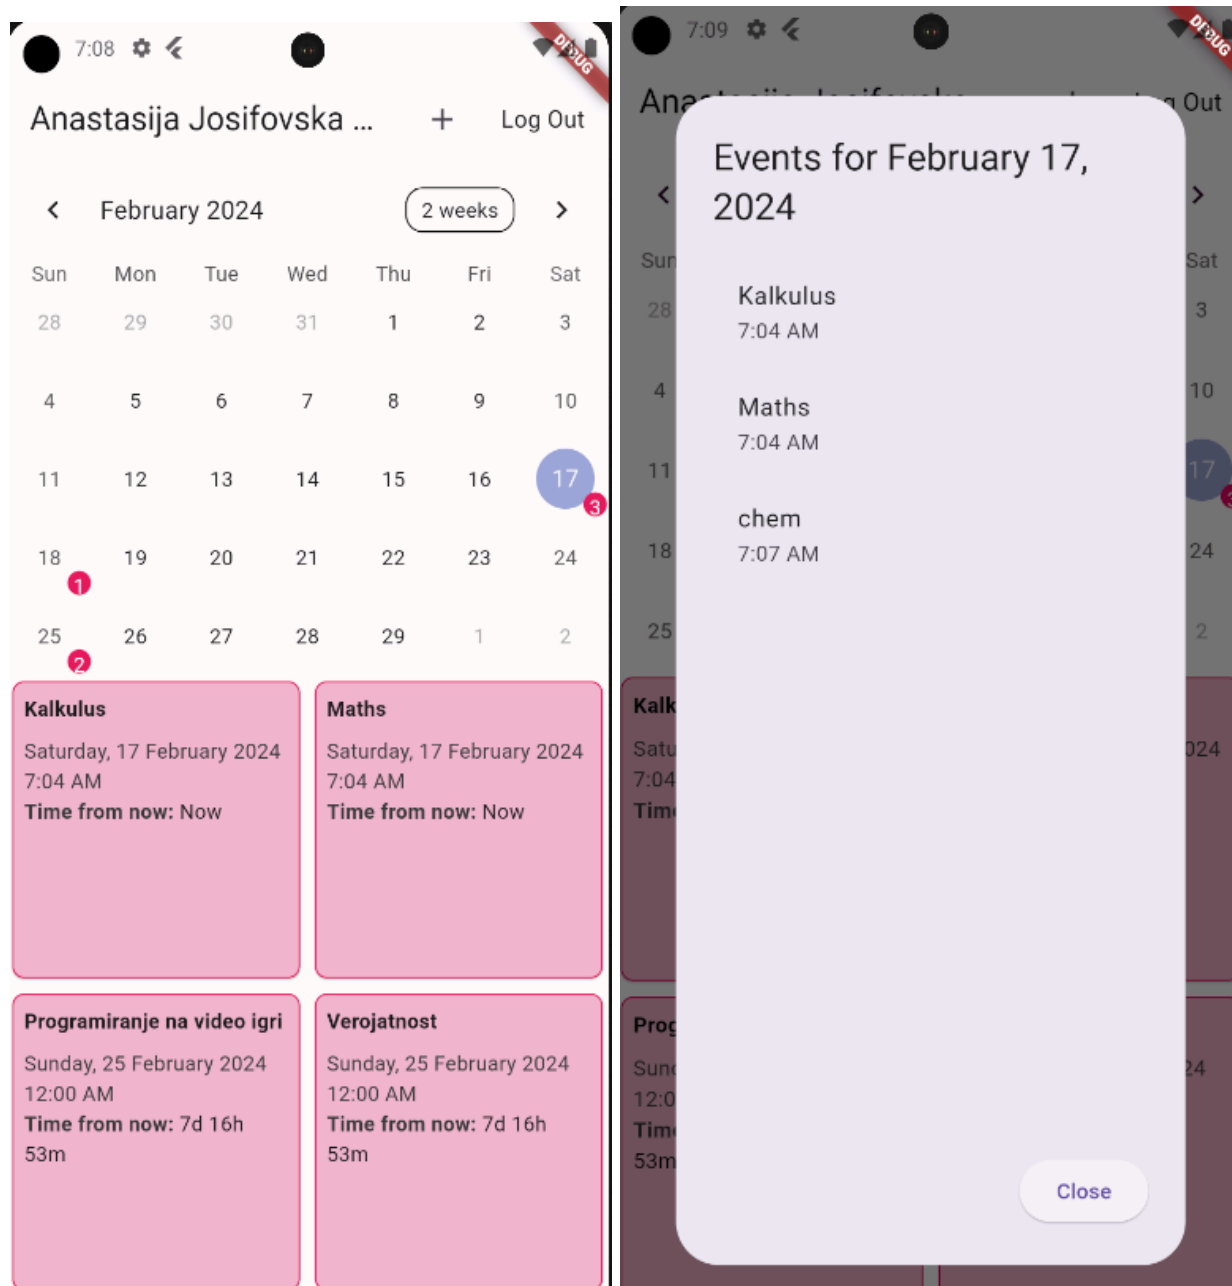 7:08
DEBUG
Anastasija Josifovska ...
+
Log Out
February 2024
2 weeks
Sun Mon Tue Wed Thu Fri Sat
28 29 30 31 1 2 3
4 5 6 7 8 9 10
11 12 13 14 15 16 17
3
18 19 20 21 22 23 24
1
25 26 27 28 29 1 2
2
Kalkulus
Saturday, 17 February 2024
7:04 AM
Time from now: Now
Maths
Saturday, 17 February 2024
7:04 AM
Time from now: Now
Programiranje na video igri
Sunday, 25 February 2024
12:00 AM
Time from now: 7d 16h
53m
Verojatnost
Sunday, 25 February 2024
12:00 AM
Time from now: 7d 16h
53m
7:09
DEBUG
Out
Sat
28 3
4 10
11 17
18 24
25 2
Events for February 17,
2024
Kalkulus
7:04 AM
Maths
7:04 AM
chem
7:07 AM
Kalk
Satu 024
7:04
Prog
24
12:0
53m
Close